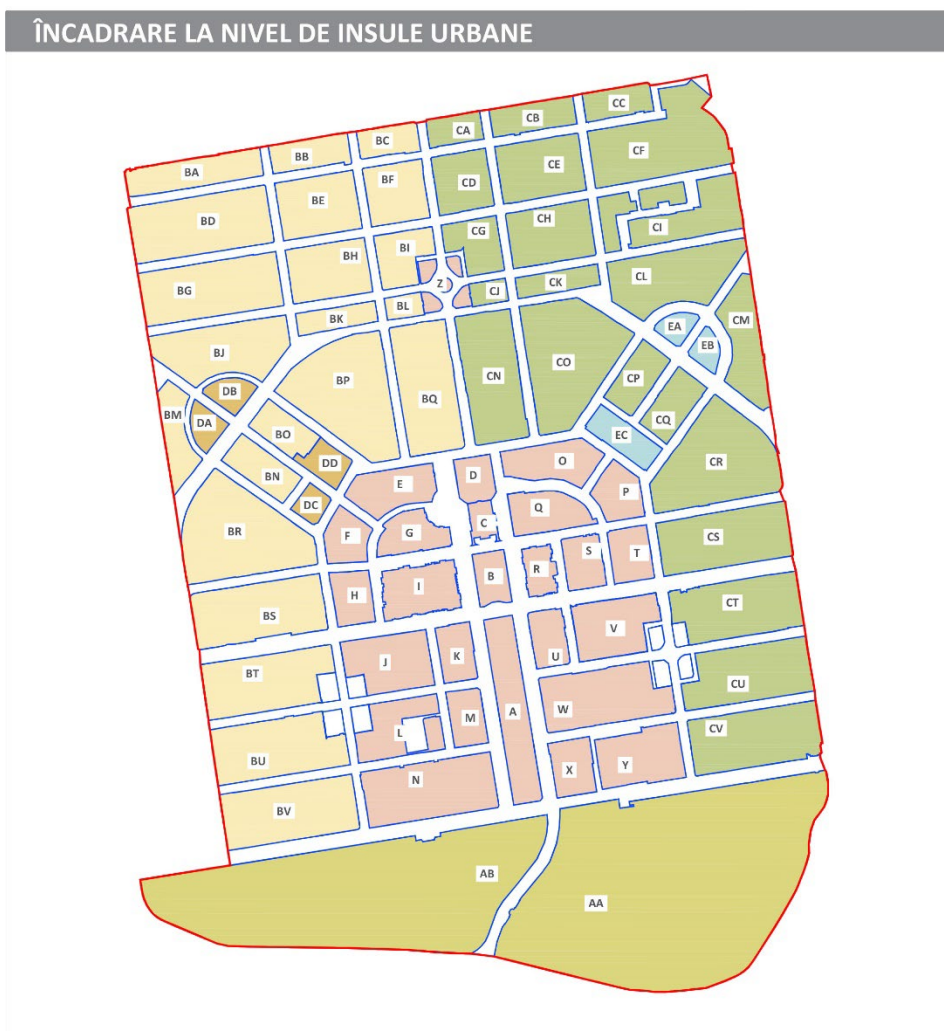 ÎNCADRARE LA NIVEL DE INSULE URBANE
CC
CB
CA
BC
BB
BA
CF
CE
CD
BF
BE
BD
CI
CH
CG
BI
BH
BG
CL
CK
CJ
Z
BL
BK
CM
EA
EB
BJ
CO
CP
CN
BP
BQ
DB
DA
BM
CQ
EC
BO
DD
BN
DC
CR
O
D
E
P
Q
C
G
F
BR
CS
T
S
R
B
I
H
BS
CT
V
U
K
J
BT
CU
W
A
M
L
CV
BU
Y
X
N
BV
AB
AA